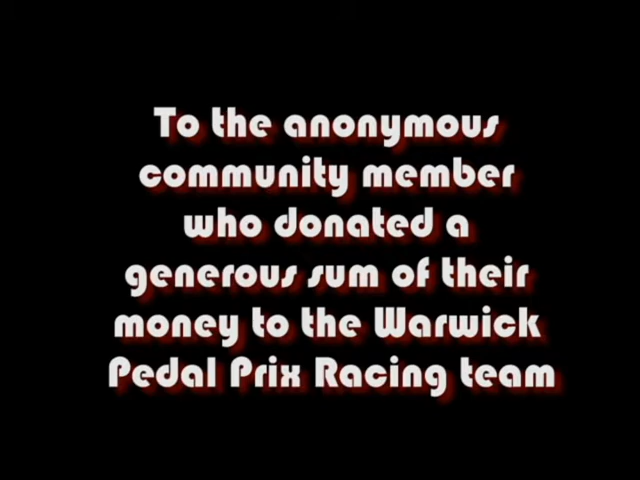 To the anonymous
community member
who donated a
generous sum of their
money to the Warwick
Pedal Prix Racing team